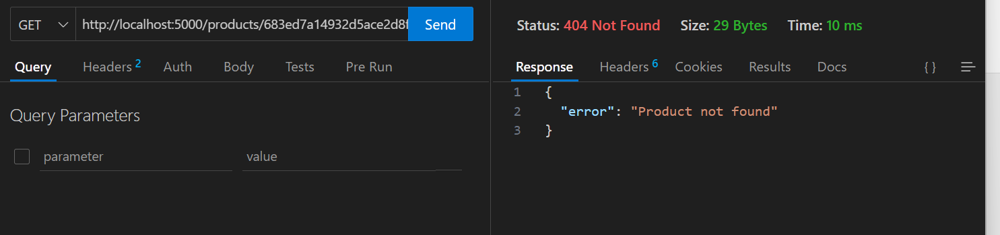 GET http://localhost:5000/products/683ed7a14932d5ace2d8f Send
Status: 404 Not Found Size: 29 Bytes Time: 10 ms
Query Headers 2 Auth Body Tests Pre Run
Response Headers 6 Cookies Results Docs { }
Query Parameters
parameter value
1 {
2 "error": "Product not found"
3 }